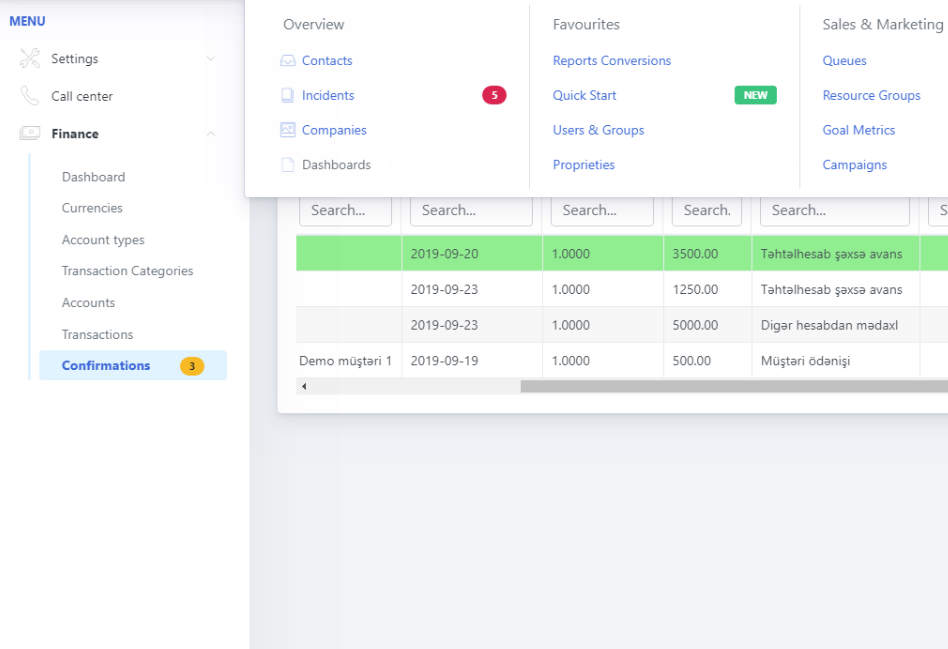 MENU
Settings
Call center
Finance
Dashboard
Currencies
Account types
Transaction Categories
Accounts
Transactions
Confirmations 3
Overview
Contacts
Incidents 5
Companies
Dashboards
Favourites
Reports Conversions
Quick Start NEW
Users & Groups
Proprieties
Sales & Marketing
Queues
Resource Groups
Goal Metrics
Campaigns
Search... Search... Search... Search. Search... S
2019-09-20 1.0000 3500.00 Təhtəlhesab şəxsə avans
2019-09-23 1.0000 1250.00 Təhtəlhesab şəxsə avans
2019-09-23 1.0000 5000.00 Digər hesabdan mədaxl
Demo müştəri 1 2019-09-19 1.0000 500.00 Müştəri ödənişi